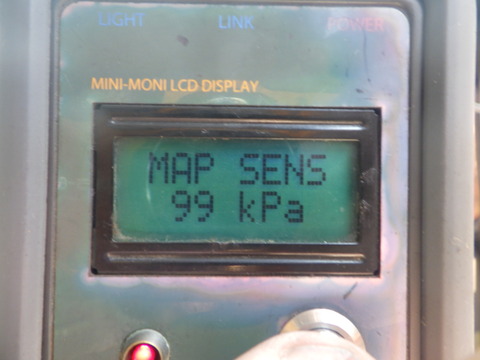 LIGHT LINK POWER
MINI-MONI LCD DISPLAY
MAP SENS
99 kPa